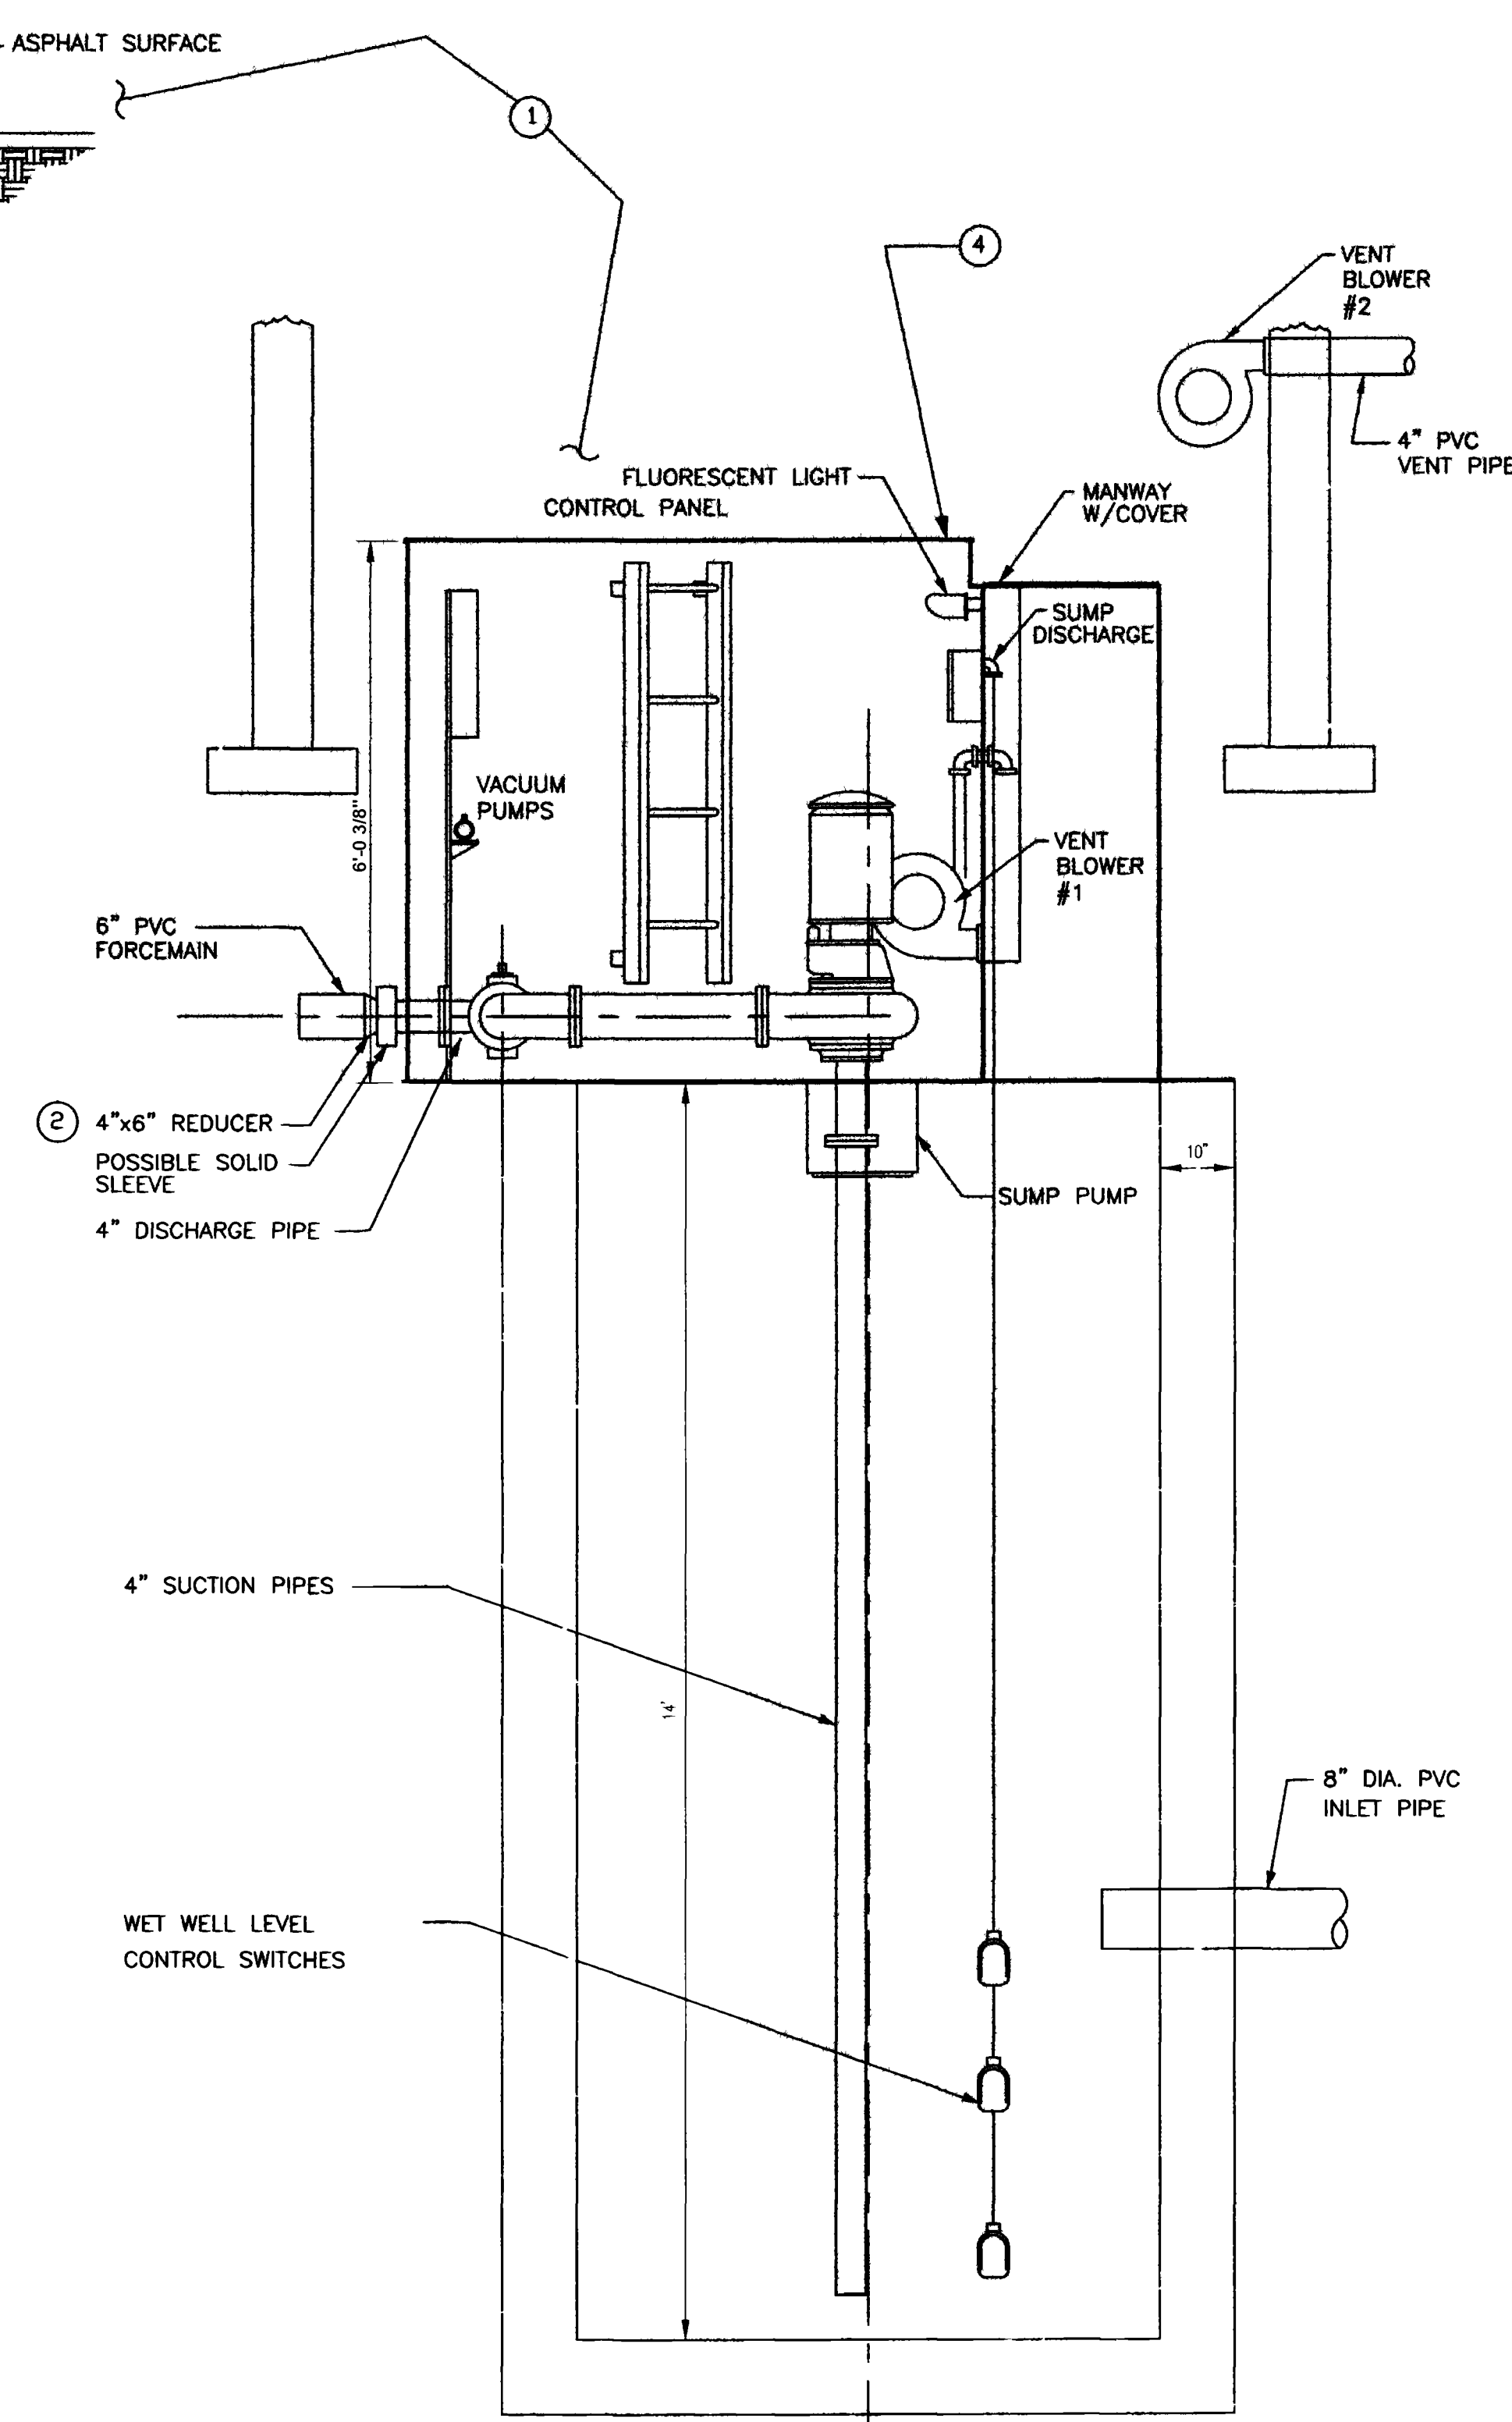 ASPHALT SURFACE
1
4
VENT
BLOWER
#2
4" PVC
VENT PIPE
FLUORESCENT LIGHT
CONTROL PANEL
MANWAY
W/COVER
SUMP
DISCHARGE
VACUUM
PUMPS
6'-0 3/8"
VENT
BLOWER
#1
6" PVC
FORCEMAIN
2
4"x6" REDUCER
POSSIBLE SOLID
SLEEVE
4" DISCHARGE PIPE
10"
SUMP PUMP
4" SUCTION PIPES
14'
8" DIA. PVC
INLET PIPE
WET WELL LEVEL
CONTROL SWITCHES